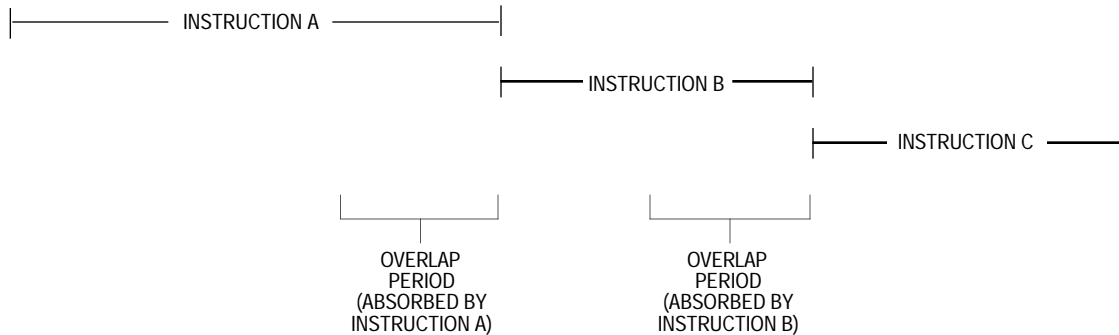 INSTRUCTION A
INSTRUCTION B
INSTRUCTION C
OVERLAP
PERIOD
(ABSORBED BY
INSTRUCTION A)
OVERLAP
PERIOD
(ABSORBED BY
INSTRUCTION B)